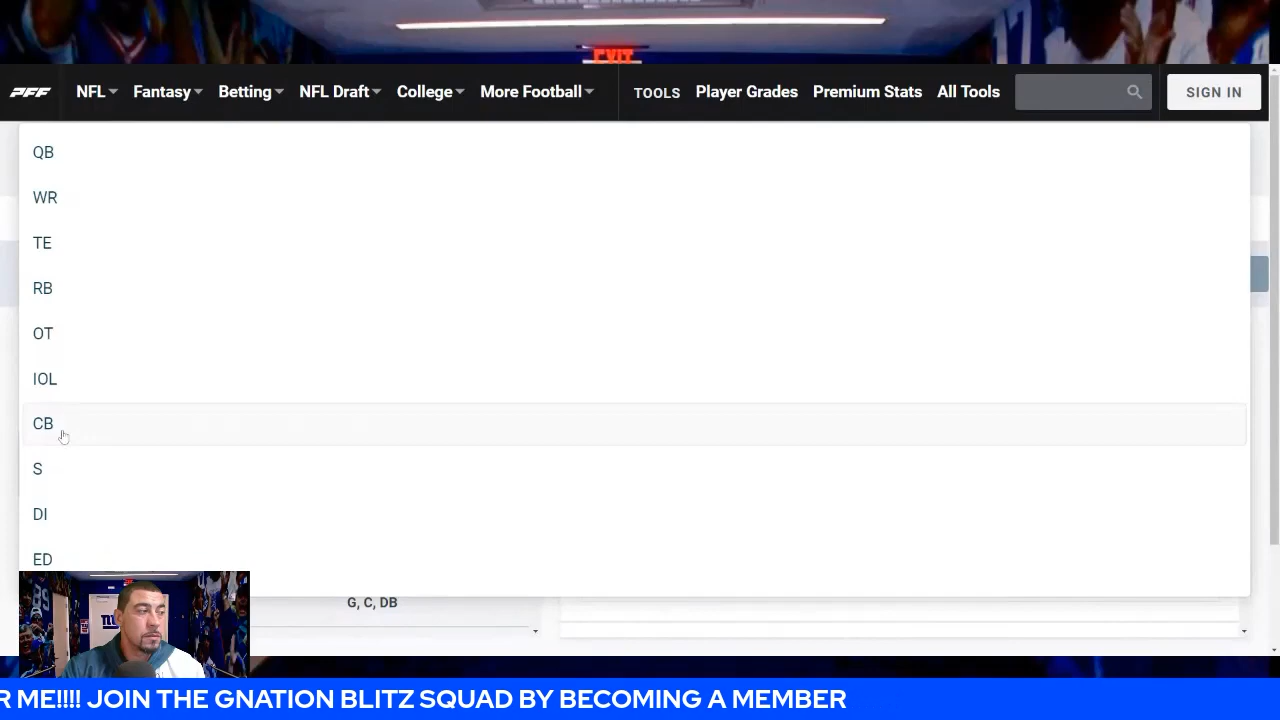 EXIT
PFF NFL Fantasy Betting NFL Draft College More Football TOOLS Player Grades Premium Stats All Tools SIGN IN
QB
WR
TE
RB
OT
IOL
CB
S
DI
ED
G, C, DB
R ME!!!! JOIN THE GNATION BLITZ SQUAD BY BECOMING A MEMBER